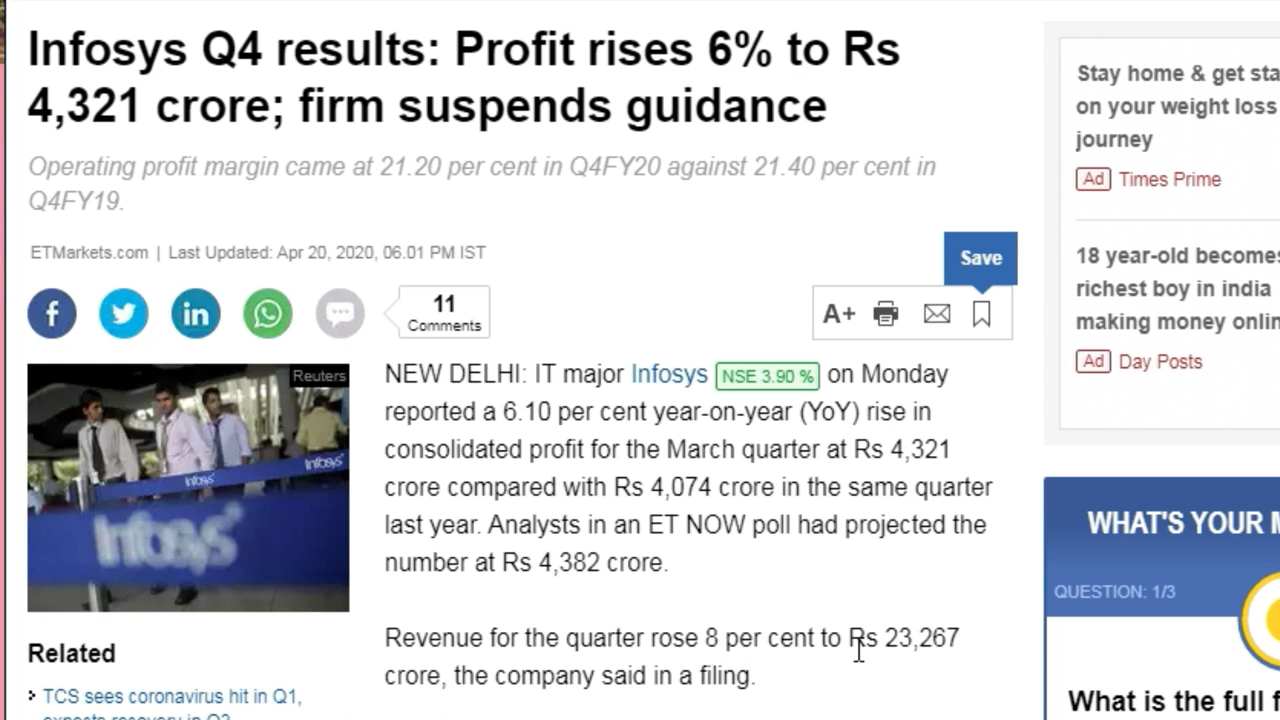 Infosys Q4 results: Profit rises 6% to Rs
4,321 crore; firm suspends guidance
Operating profit margin came at 21.20 per cent in Q4FY20 against 21.40 per cent in
Q4FY19.
ETMarkets.com | Last Updated: Apr 20, 2020, 06.01 PM IST
Save
11
Comments
A+
Reuters
Infosys
Infosys
Infosys
NEW DELHI: IT major Infosys NSE 3.90 % on Monday
reported a 6.10 per cent year-on-year (YoY) rise in
consolidated profit for the March quarter at Rs 4,321
crore compared with Rs 4,074 crore in the same quarter
last year. Analysts in an ET NOW poll had projected the
number at Rs 4,382 crore.
Revenue for the quarter rose 8 per cent to Rs 23,267
crore, the company said in a filing.
Related
TCS sees coronavirus hit in Q1,
Stay home & get sta
on your weight loss
journey
Ad Times Prime
18 year-old becomes
richest boy in india
making money onlin
Ad Day Posts
WHAT'S YOUR M
QUESTION: 1/3
What is the full f